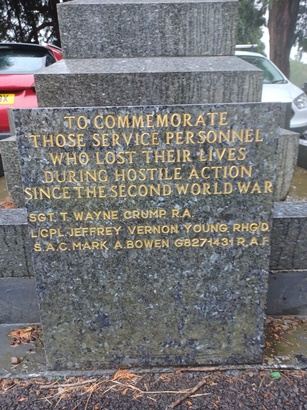 TO COMMEMORATE
THOSE SERVICE PERSONNEL
WHO LOST THEIR LIVES
DURING HOSTILE ACTION
SINCE THE SECOND WORLD WAR
SGT. T. WAYNE CRUMP R.A.
L/CPL. JEFFREY VERNON YOUNG. RHG/D.
S.A.C. MARK A. BOWEN G8271431 R.A.F.